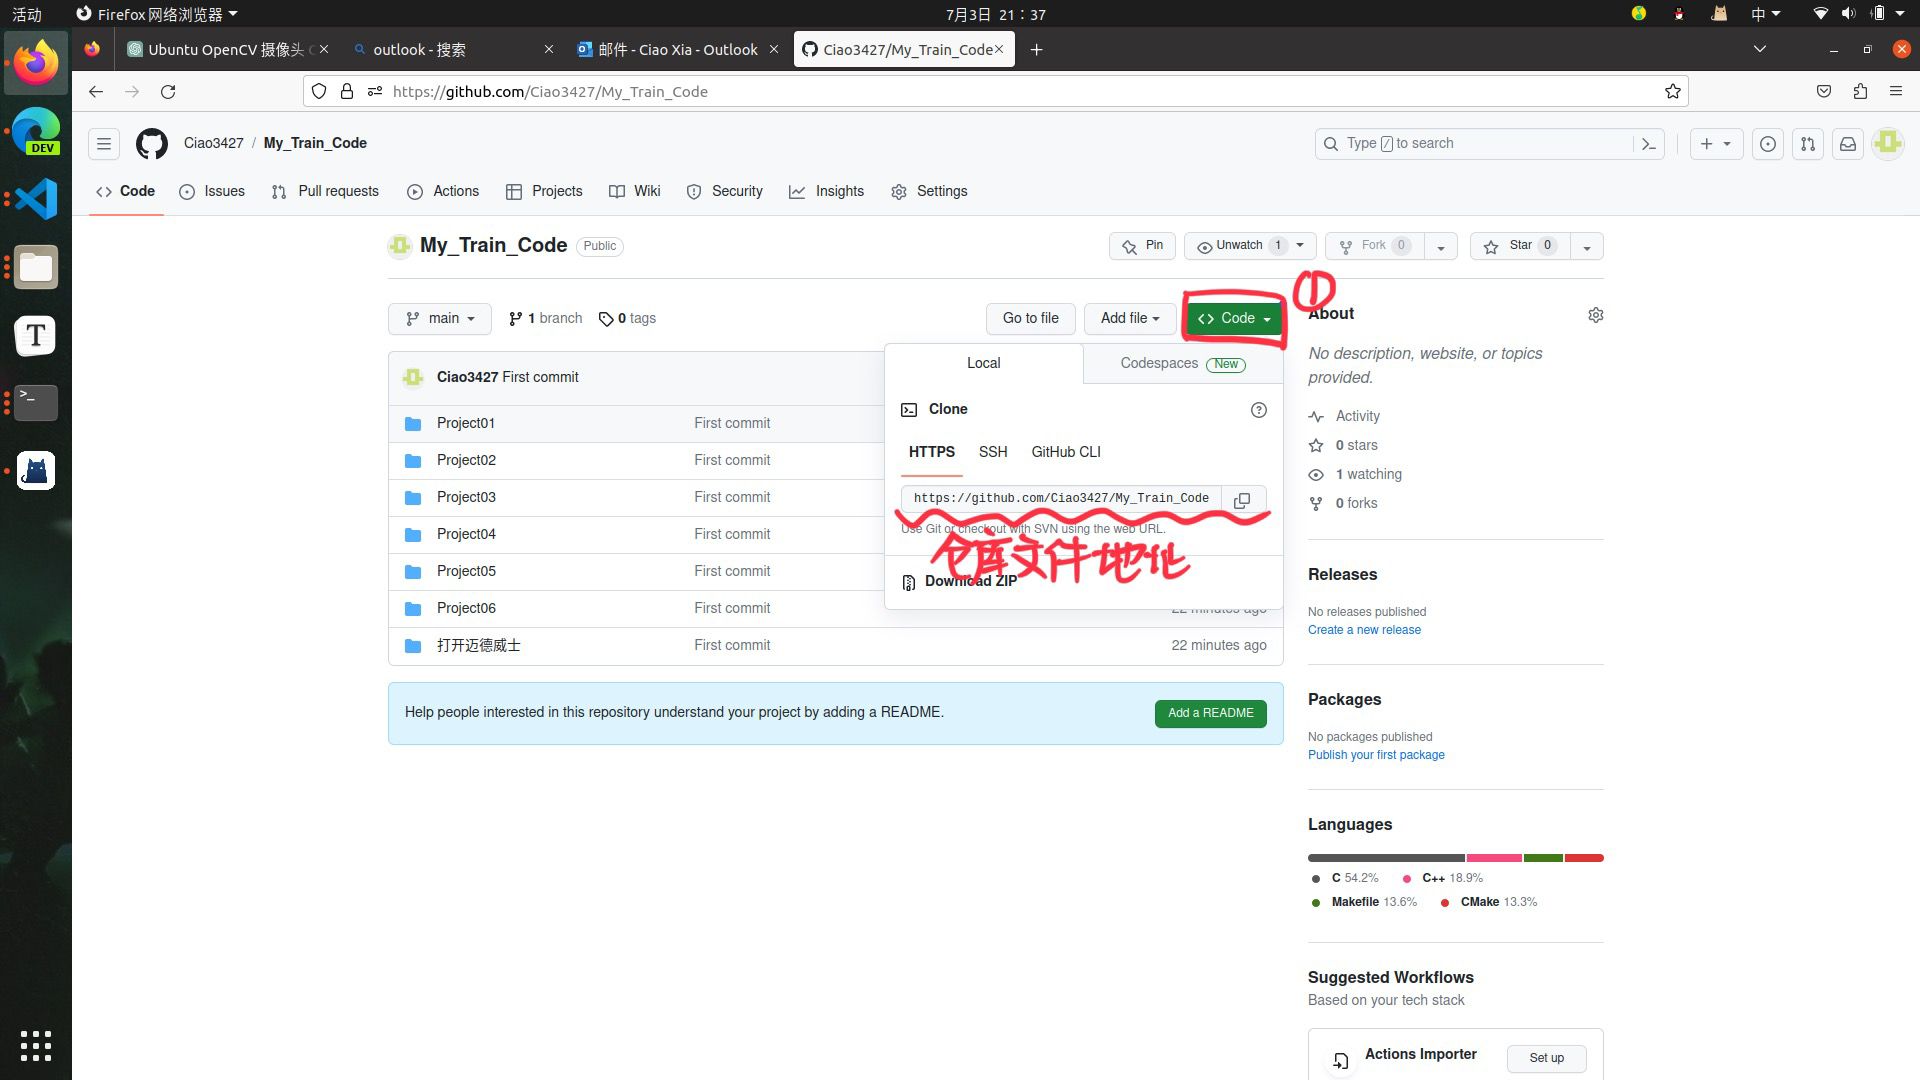 活动
Firefox 网络浏览器
7月3日 21：37
中
Ubuntu OpenCV 摄像头
outlook - 搜索
邮件 - Ciao Xia - Outlook
Ciao3427/My_Train_Code
https://github.com/Ciao3427/My_Train_Code
DEV
Ciao3427 / My_Train_Code
Type / to search
Code
Issues
Pull requests
Actions
Projects
Wiki
Security
Insights
Settings
My_Train_Code
Public
Pin
Unwatch 1
Fork 0
Star 0
①
main
1 branch
0 tags
Go to file
Add file
Code
Local
Codespaces New
Clone
HTTPS SSH GitHub CLI
https://github.com/Ciao3427/My_Train_Code
Use Git or checkout with SVN using the web URL.
仓库文件地址
Download ZIP
Ciao3427 First commit
Project01 First commit
Project02 First commit
Project03 First commit
Project04 First commit
Project05 First commit
Project06 First commit 22 minutes ago
打开迈德威士 First commit 22 minutes ago
Help people interested in this repository understand your project by adding a README.
Add a README
About
No description, website, or topics
provided.
Activity
0 stars
1 watching
0 forks
Releases
No releases published
Create a new release
Packages
No packages published
Publish your first package
Languages
C 54.2% C++ 18.9%
Makefile 13.6% CMake 13.3%
Suggested Workflows
Based on your tech stack
Actions Importer
Set up